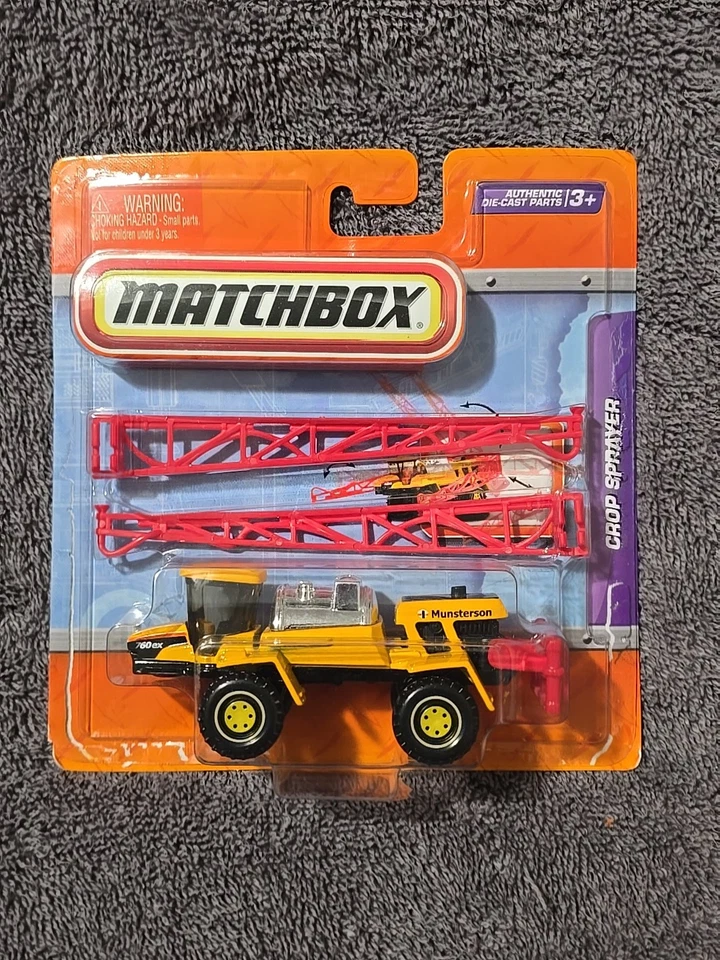 WARNING:
CHOKING HAZARD - Small parts.
Not for children under 3 years.
AUTHENTIC
DIE-CAST PARTS 3+
MATCHBOX®
CROP SPRAYER
Munsterson
760ex